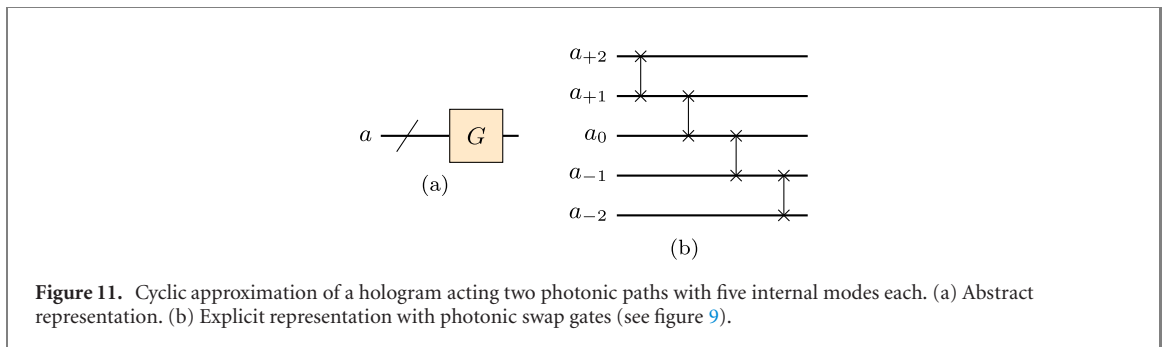 a₊₂
a₊₁
a G a₀
a₋₁
(a)
a₋₂
(b)
Figure 11. Cyclic approximation of a hologram acting two photonic paths with five internal modes each. (a) Abstract
representation. (b) Explicit representation with photonic swap gates (see figure 9).